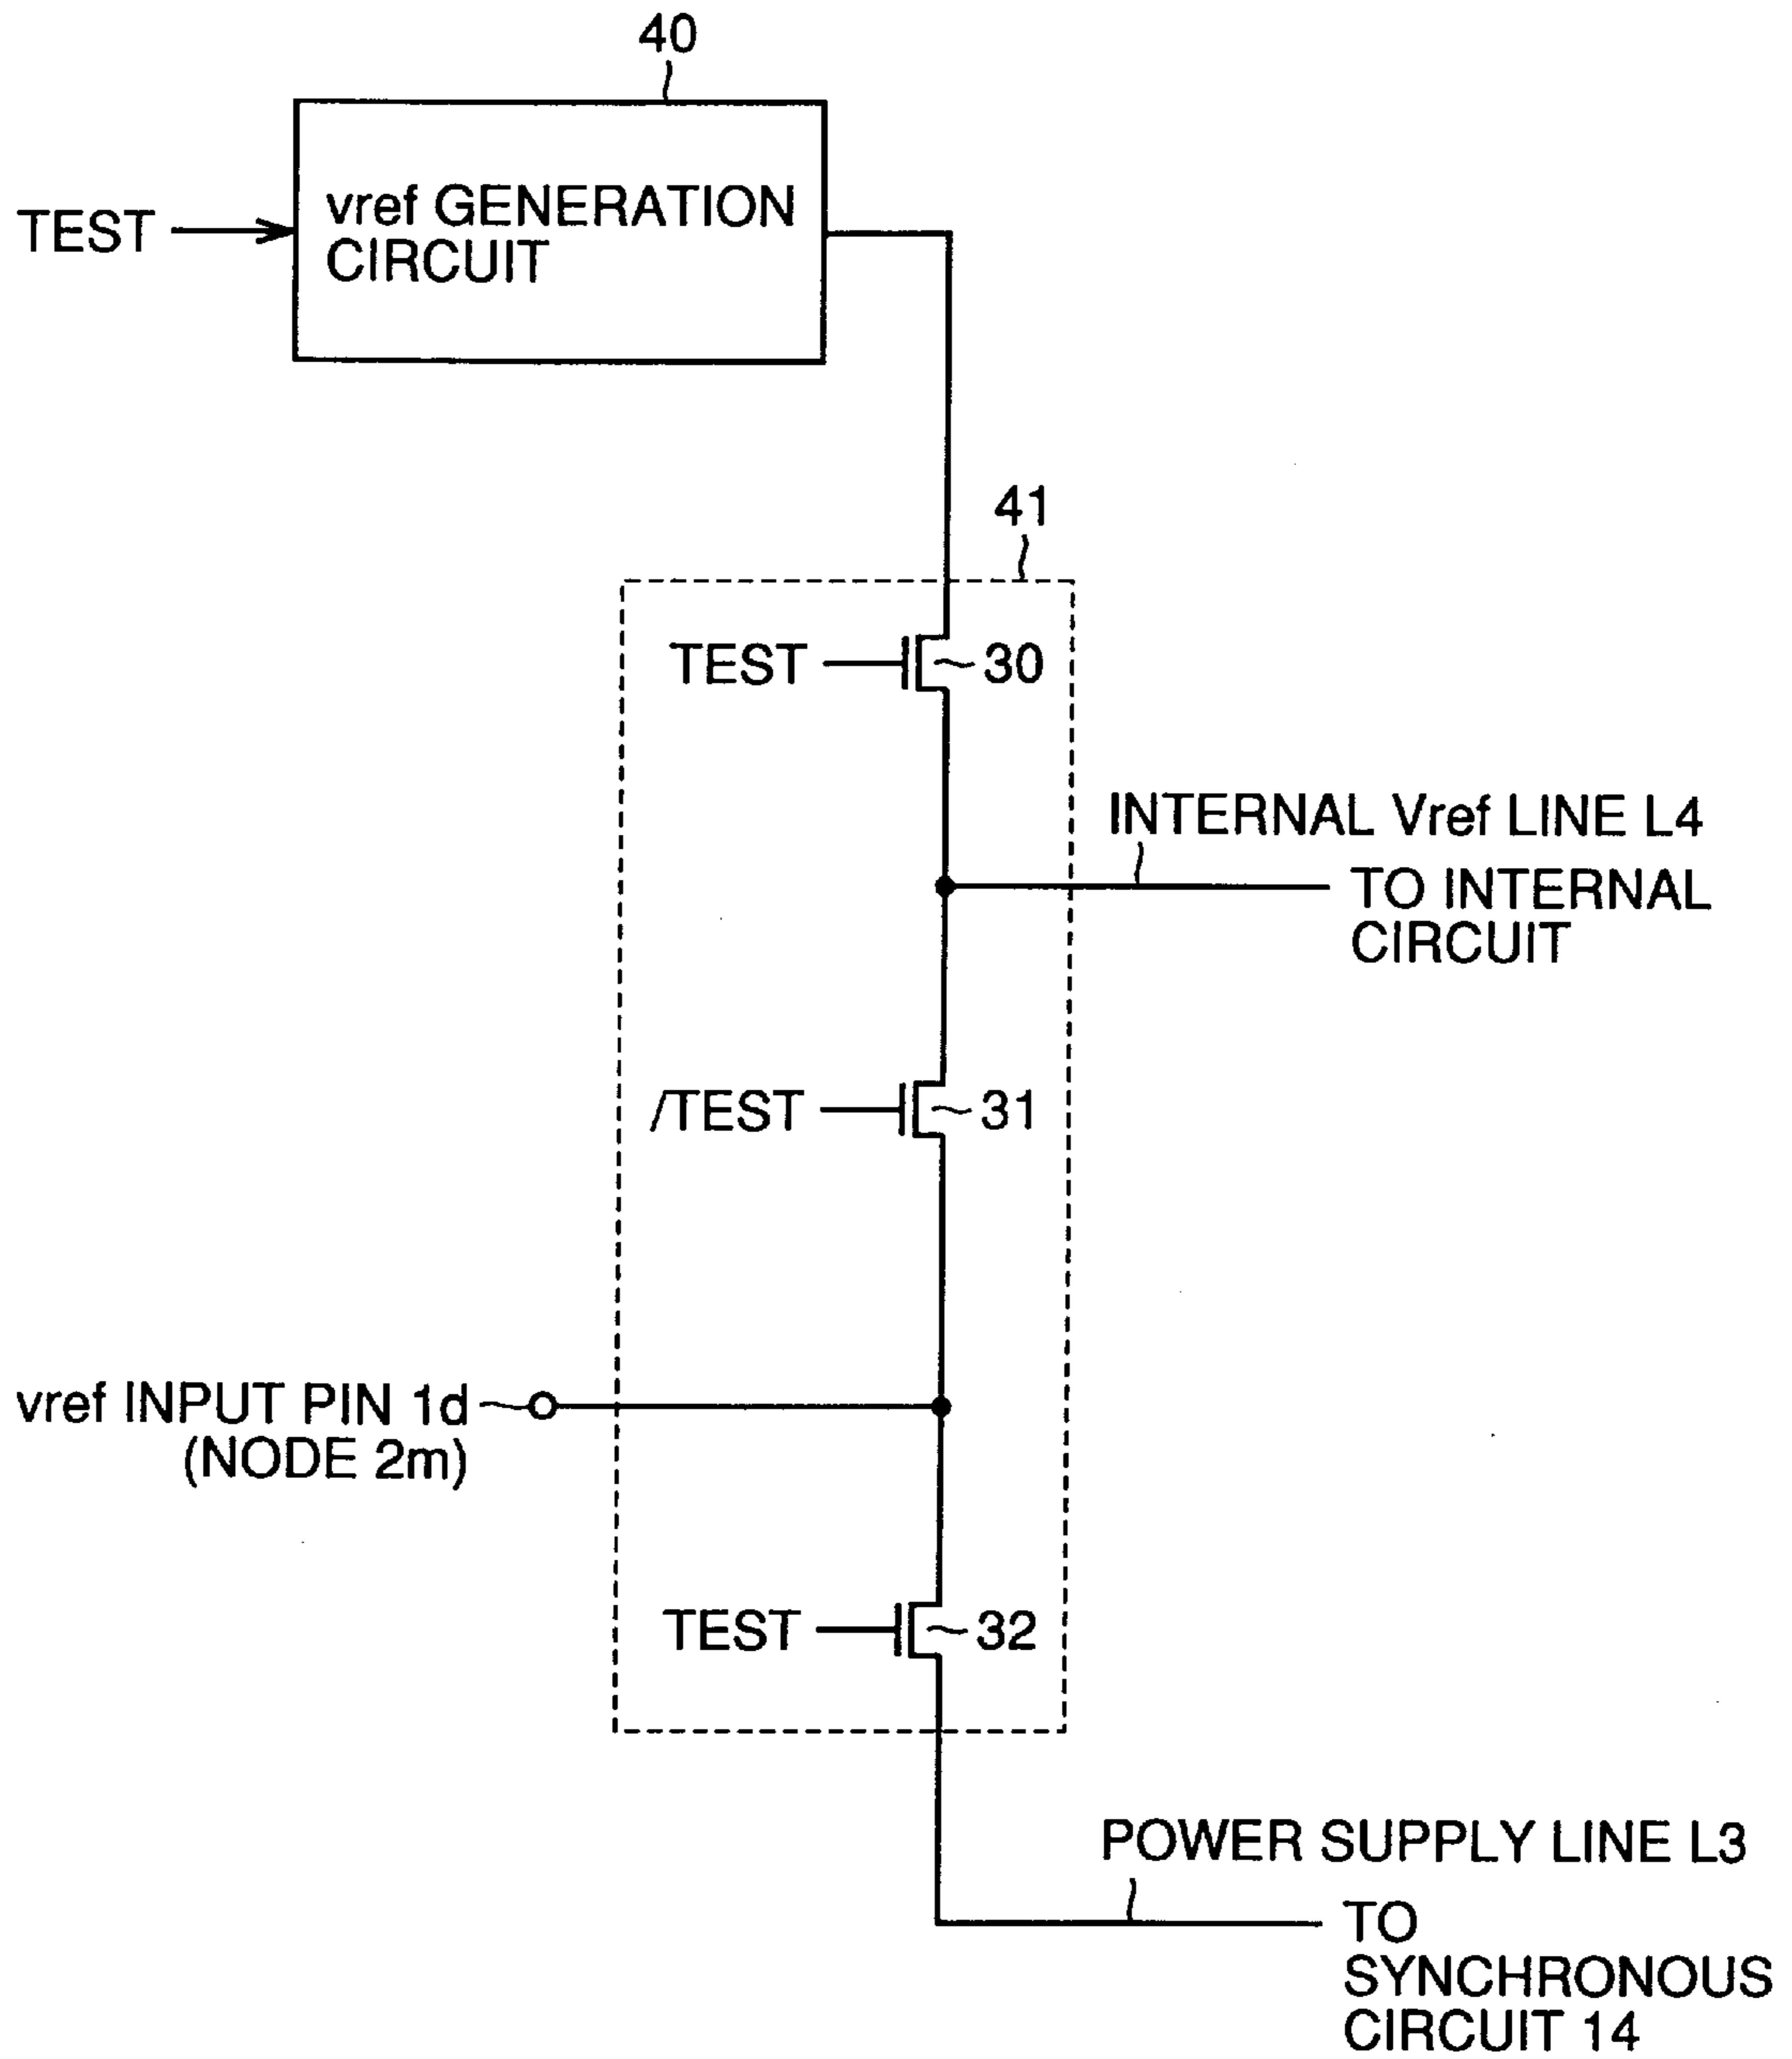 40
TEST
vref GENERATION
CIRCUIT
41
TEST
30
INTERNAL Vref LINE L4
TO INTERNAL
CIRCUIT
/TEST
31
vref INPUT PIN 1d
(NODE 2m)
TEST
32
POWER SUPPLY LINE L3
TO
SYNCHRONOUS
CIRCUIT 14